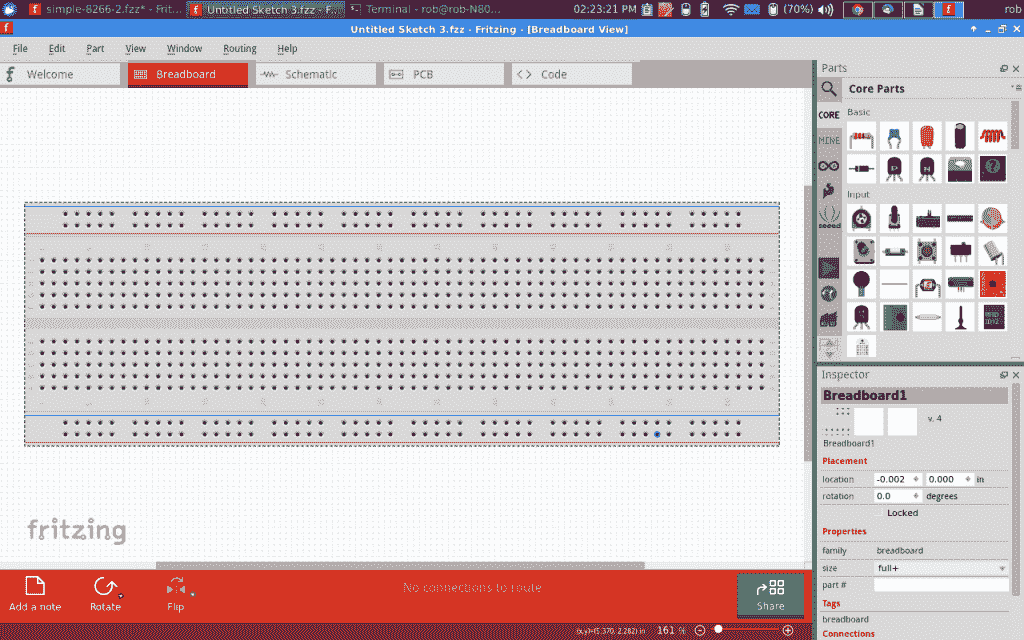 simple-8266-2.fzz* - Frit...
Untitled Sketch 3.fzz - F...
Terminal - rob@rob-N80...
02:23:21 PM
(70%)
rob
Untitled Sketch 3.fzz - Fritzing - [Breadboard View]
File Edit Part View Window Routing Help
Welcome
Breadboard
Schematic
PCB
Code
Parts
Core Parts
CORE
Basic
MINE
Input
seeed
fritzing
Inspector
Breadboard1
v. 4
Breadboard1
Placement
location -0.002 0.000 in
rotation 0.0 degrees
Locked
Properties
family breadboard
size full+
part #
Tags
breadboard
Connections
No connections to route
Add a note
Rotate
Flip
Share
(x,y)=(5.370, 2.282) in
161 %